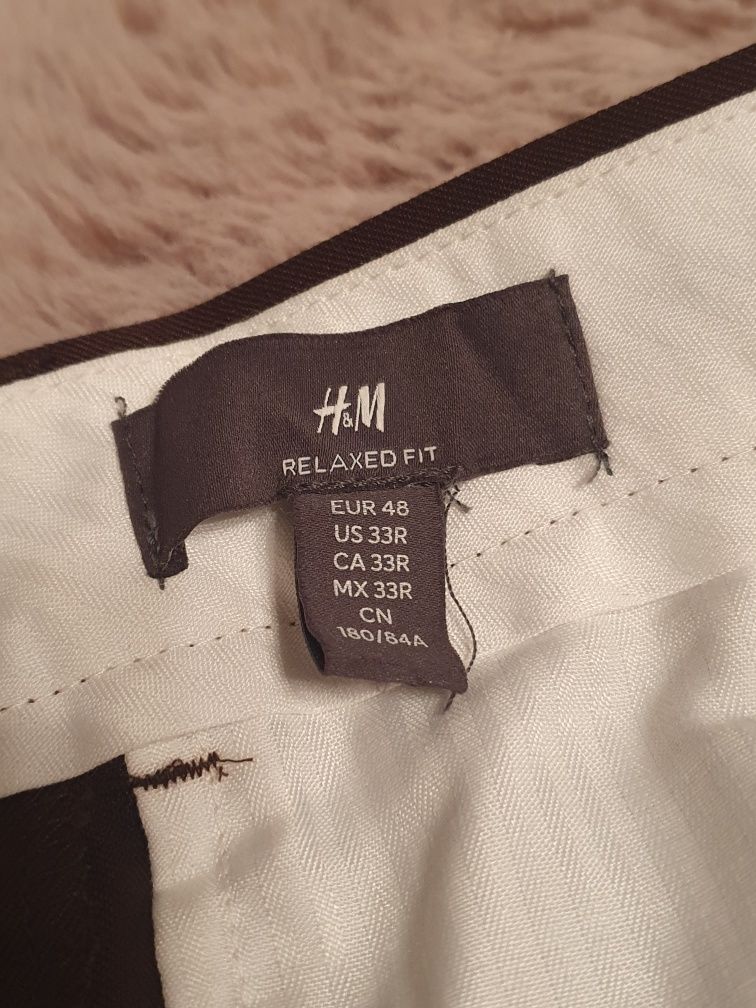 H&M
RELAXED FIT
EUR 48
US 33R
CA 33R
MX 33R
CN
180/84A